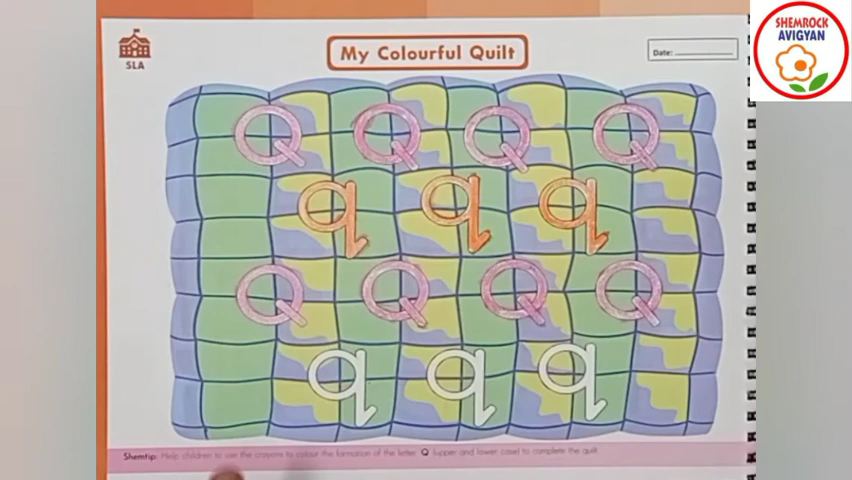 SHEMROCK
AVIGYAN
SLA
My Colourful Quilt
Date:
Q Q Q Q
q q q
Q Q Q Q
q q q
Shemtip: Help children to use the crayons to colour the formation of the letter Q (upper and lower case) to complete the quilt.